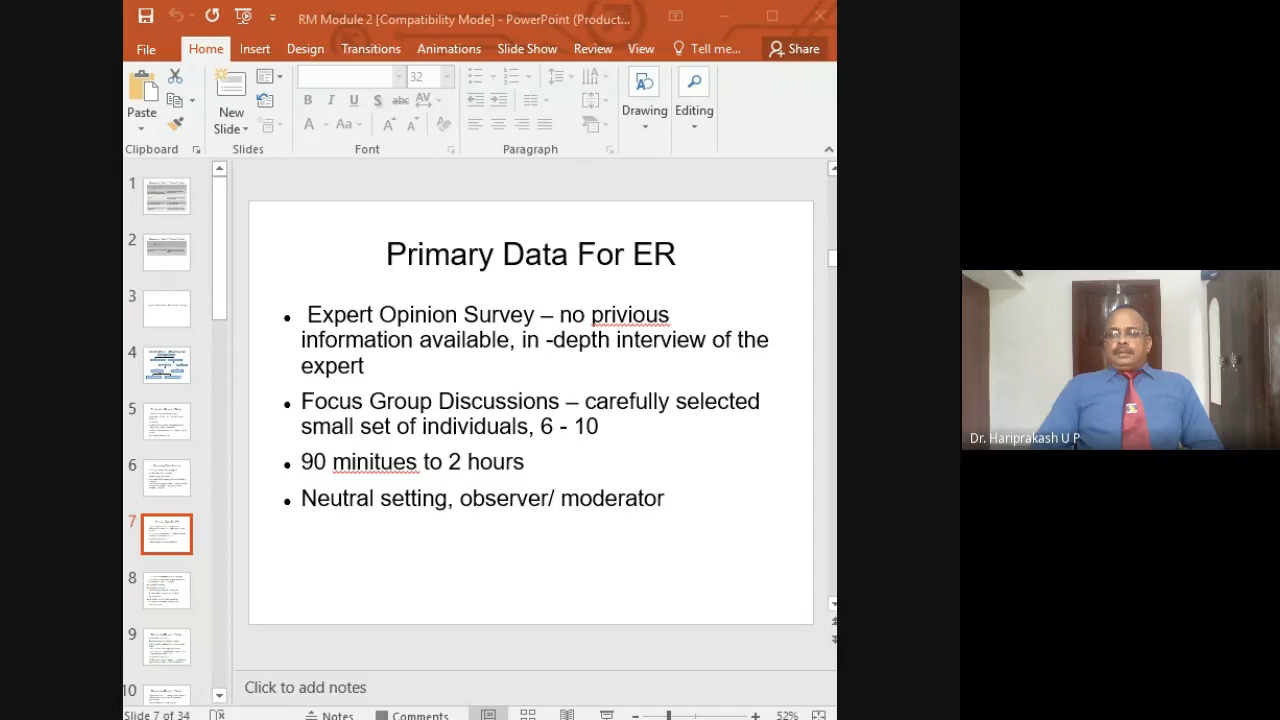 RM Module 2 [Compatibility Mode] - PowerPoint (Product...
File Home Insert Design Transitions Animations Slide Show Review View Tell me... Share
32
Paste
New
Slide
Drawing
Editing
B I U S abc AV
A Aa A A
Clipboard Slides Font Paragraph
1
2
3
4
5
6
7
8
9
10
Primary Data For ER
• Expert Opinion Survey – no privious
information available, in -depth interview of the
expert
• Focus Group Discussions – carefully selected
small set of individuals, 6 - 10
• 90 minitues to 2 hours
• Neutral setting, observer/ moderator
Click to add notes
Slide 7 of 34 Notes Comments 52%
Dr. Hariprakash U P